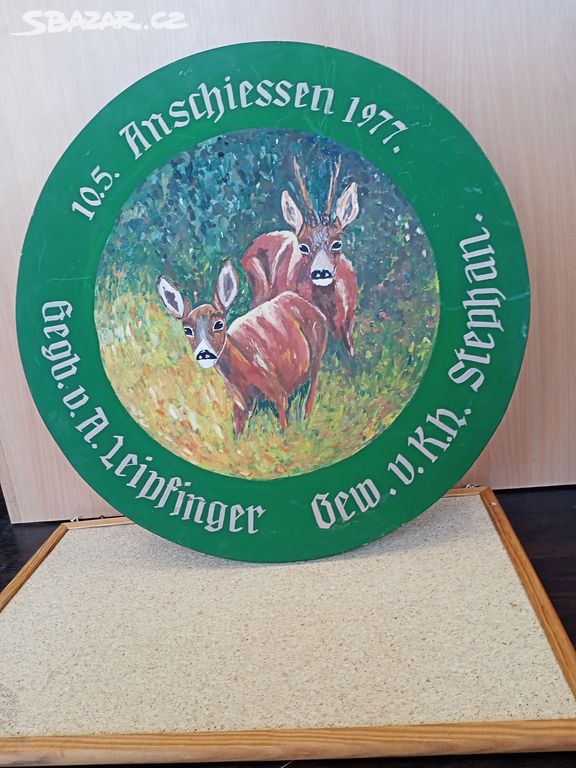 SBAZAR.CZ
10.5. Anschiessen 1977.
Gegb. v. A. Leipfinger
Gew. v. K.h. Stephan.